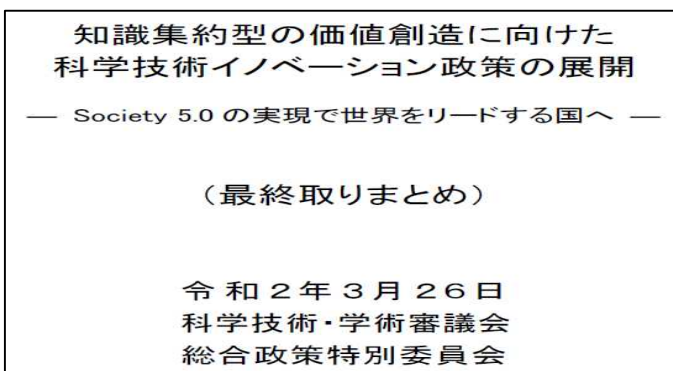 知識集約型の価値創造に向けた
科学技術イノベーション政策の展開
― Society 5.0 の実現で世界をリードする国へ ―
（最終取りまとめ）
令和２年３月２６日
科学技術・学術審議会
総合政策特別委員会